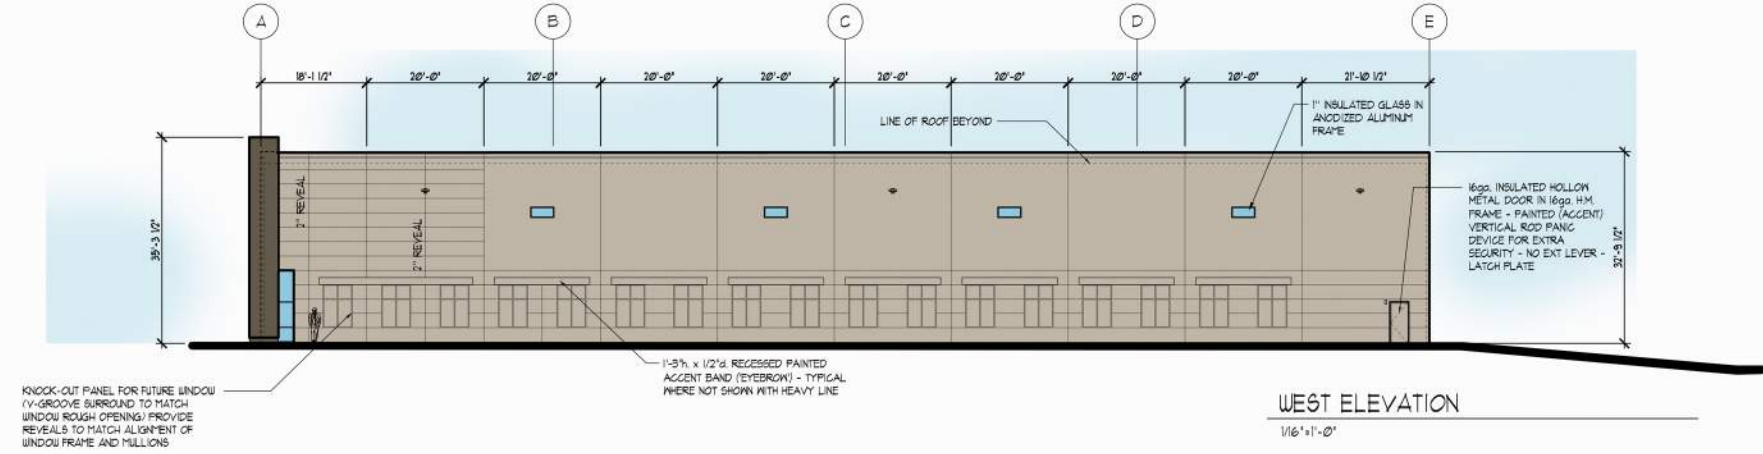 A B C D E
18'-1 1/2" 20'-0" 20'-0" 20'-0" 20'-0" 20'-0" 20'-0" 20'-0" 20'-0" 21'-10 1/2"
LINE OF ROOF BEYOND
1" INSULATED GLASS IN
ANODIZED ALUMINUM
FRAME
2" REVEAL
2" REVEAL
35'-3 1/2"
16ga. INSULATED HOLLOW
METAL DOOR IN 16ga. H.M.
FRAME - PAINTED (ACCENT)
VERTICAL ROD PANIC
DEVICE FOR EXTRA
SECURITY - NO EXT LEVER -
LATCH PLATE
32'-9 1/2"
KNOCK-OUT PANEL FOR FUTURE WINDOW
(V-GROOVE SURROUND TO MATCH
WINDOW ROUGH OPENING) PROVIDE
REVEALS TO MATCH ALIGNMENT OF
WINDOW FRAME AND MULLIONS
x 1/2"d. RECESSED PAINTED
ACCENT BAND ('EYEBROW') - TYPICAL
WHERE NOT SHOWN WITH HEAVY LINE
WEST ELEVATION
1/16"=1'-0"